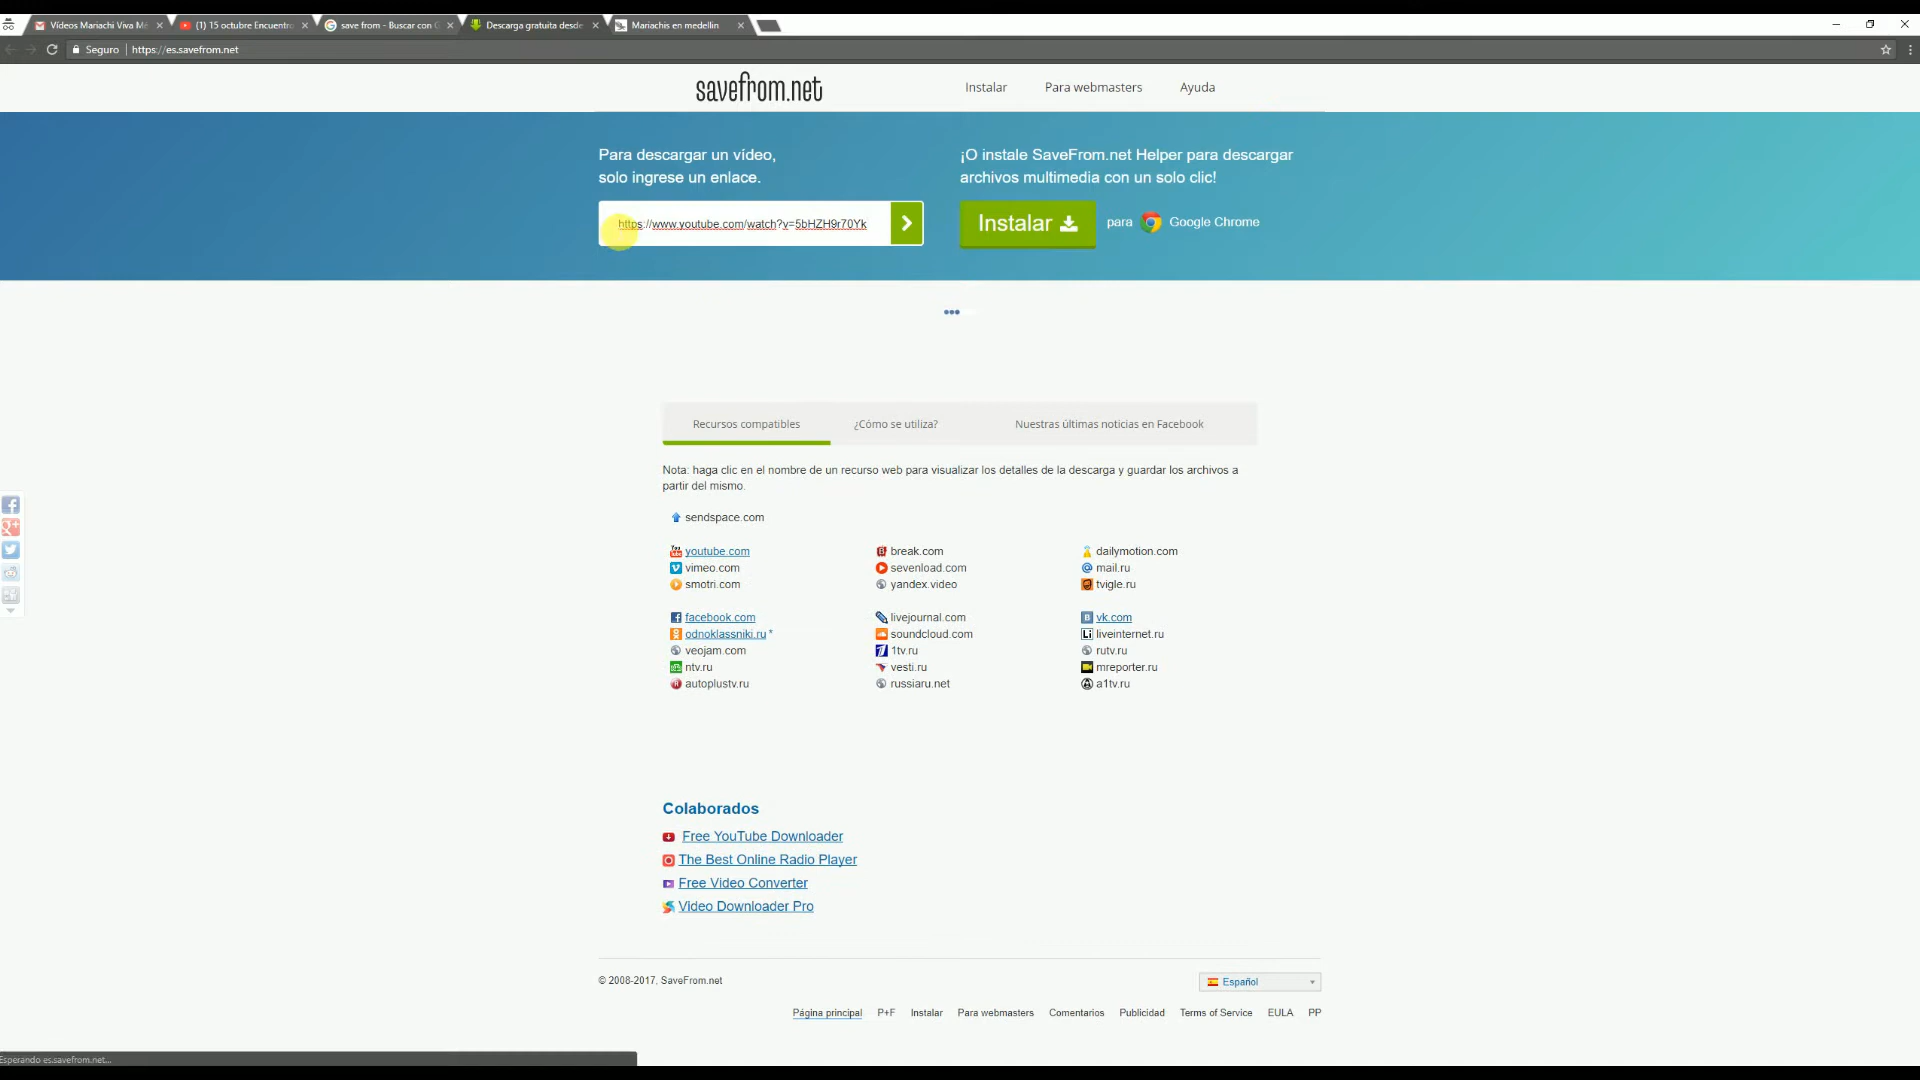 Vídeos Mariachi Viva Mé
(1) 15 octubre Encuentro
save from - Buscar con G
Descarga gratuita desde
Mariachis en medellin
Seguro
https://es.savefrom.net
savefrom.net
Instalar
Para webmasters
Ayuda
Para descargar un vídeo,
solo ingrese un enlace.
https://www.youtube.com/watch?v=5bHZH9r70Yk
¡O instale SaveFrom.net Helper para descargar
archivos multimedia con un solo clic!
Instalar
para
Google Chrome
Recursos compatibles
¿Cómo se utiliza?
Nuestras últimas noticias en Facebook
Nota: haga clic en el nombre de un recurso web para visualizar los detalles de la descarga y guardar los archivos a
partir del mismo.
sendspace.com
youtube.com
vimeo.com
smotri.com
break.com
sevenload.com
yandex.video
dailymotion.com
mail.ru
tvigle.ru
facebook.com
odnoklassniki.ru *
veojam.com
ntv.ru
autoplustv.ru
livejournal.com
soundcloud.com
1tv.ru
vesti.ru
russiaru.net
vk.com
liveinternet.ru
rutv.ru
mreporter.ru
a1tv.ru
Colaborados
Free YouTube Downloader
The Best Online Radio Player
Free Video Converter
Video Downloader Pro
© 2008-2017, SaveFrom.net
Español
Página principal
P+F
Instalar
Para webmasters
Comentarios
Publicidad
Terms of Service
EULA
PP
Esperando es.savefrom.net...